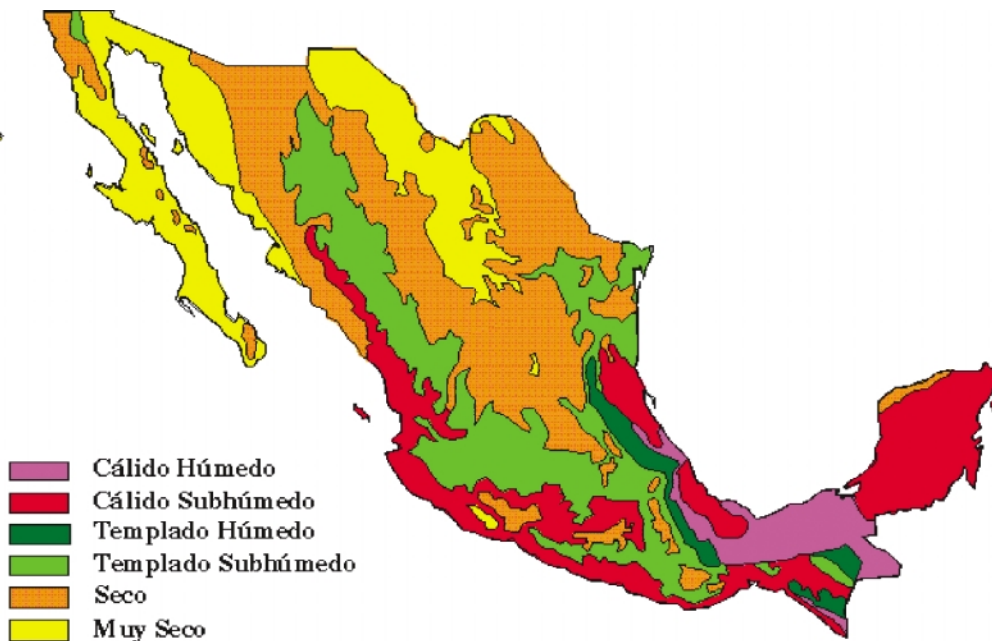 Cálido Húmedo
Cálido Subhúmedo
Templado Húmedo
Templado Subhúmedo
Seco
Muy Seco